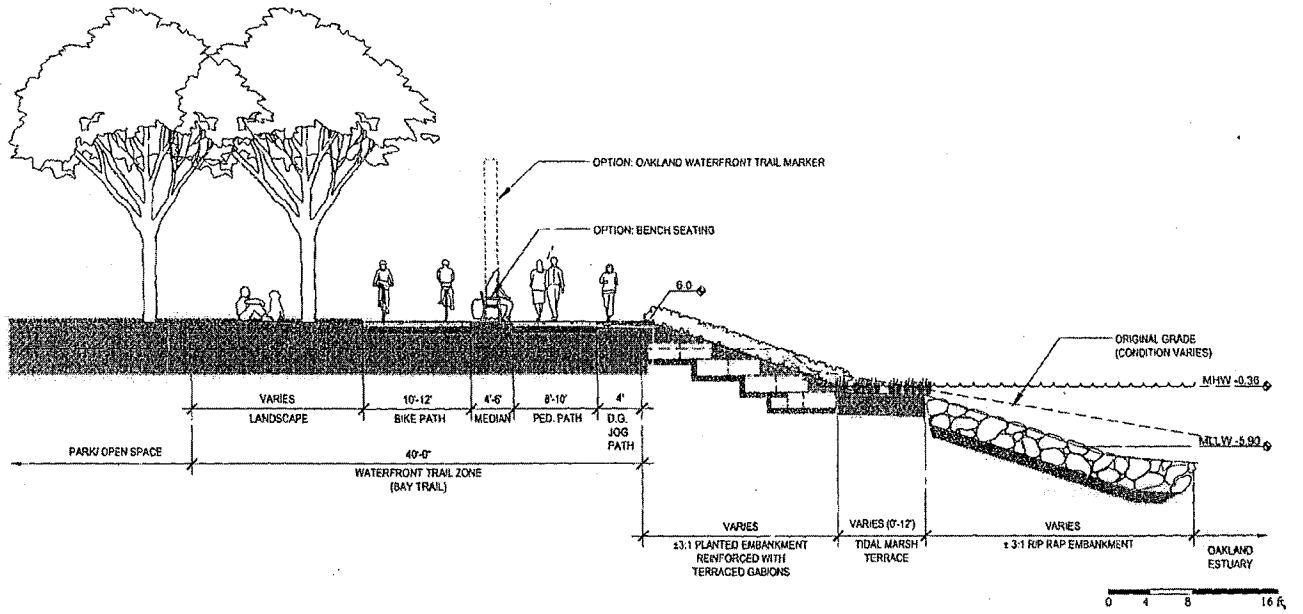 OPTION: OAKLAND WATERFRONT TRAIL MARKER
OPTION: BENCH SEATING
6.0
ORIGINAL GRADE
(CONDITION VARIES)
MHW -0.36
MLLW -5.90
VARIES
LANDSCAPE
10'-12'
BIKE PATH
4'-6'
MEDIAN
8'-10'
PED. PATH
4'
D.G.
JOG
PATH
PARK/ OPEN SPACE
40'-0"
WATERFRONT TRAIL ZONE
(BAY TRAIL)
VARIES
±3:1 PLANTED EMBANKMENT
REINFORCED WITH
TERRACED GABIONS
VARIES (0'-12')
TIDAL MARSH
TERRACE
VARIES
± 3:1 RIP RAP EMBANKMENT
OAKLAND
ESTUARY
0 4 8 16 ft.